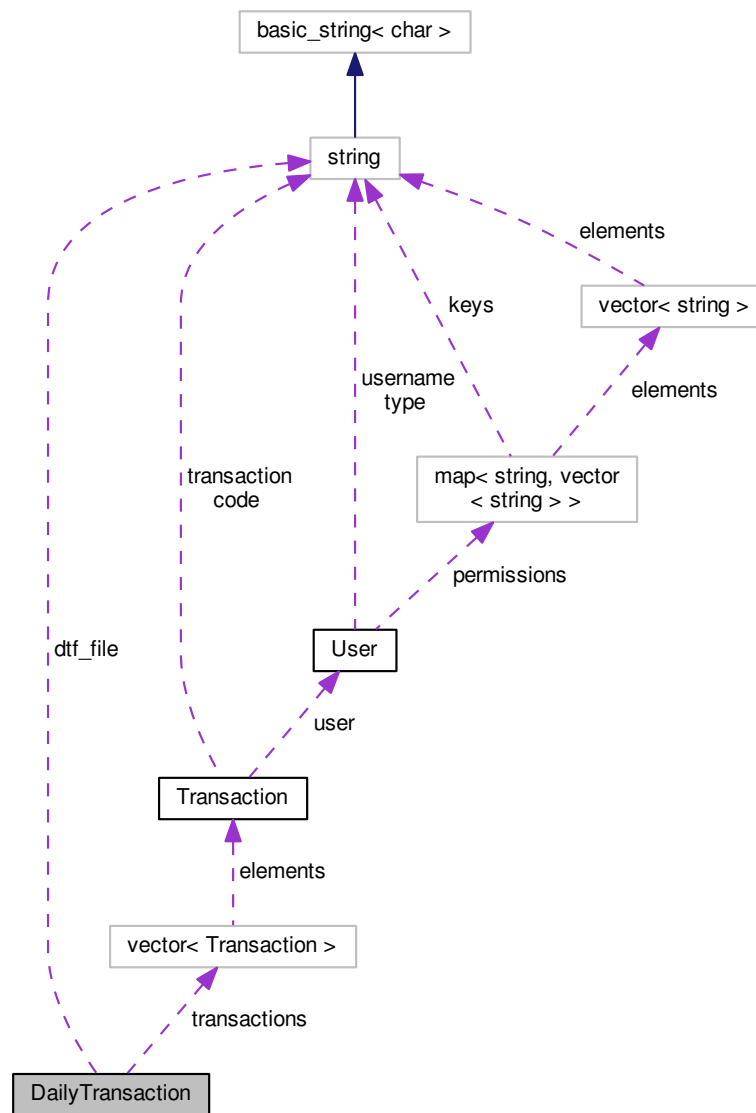 basic_string< char >
string
elements
vector< string >
keys
username
type
elements
map< string, vector
< string > >
transaction
code
permissions
dtf_file
User
user
Transaction
elements
vector< Transaction >
transactions
DailyTransaction